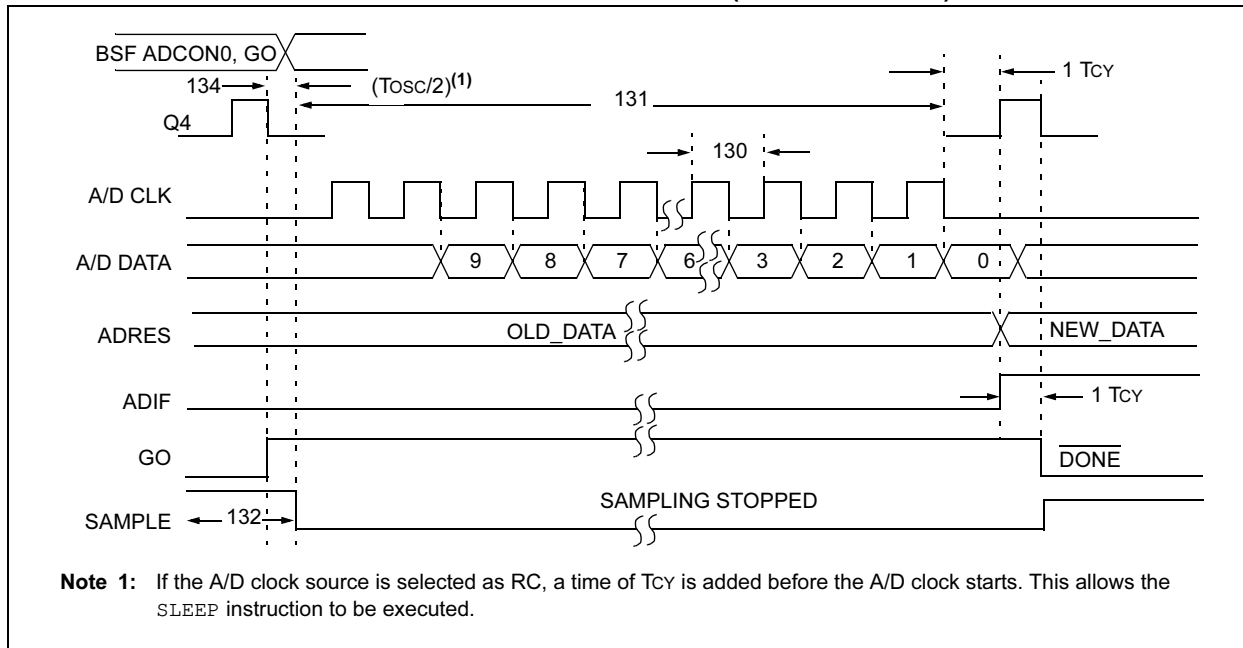 BSF ADCON0, GO
134
(TOSC/2)(1)
131
1 TCY
Q4
130
A/D CLK
A/D DATA
9 8 7 6 3 2 1 0
ADRES
OLD_DATA
NEW_DATA
ADIF
1 TCY
GO
DONE
SAMPLE
132
SAMPLING STOPPED
Note 1: If the A/D clock source is selected as RC, a time of TCY is added before the A/D clock starts. This allows the
SLEEP instruction to be executed.